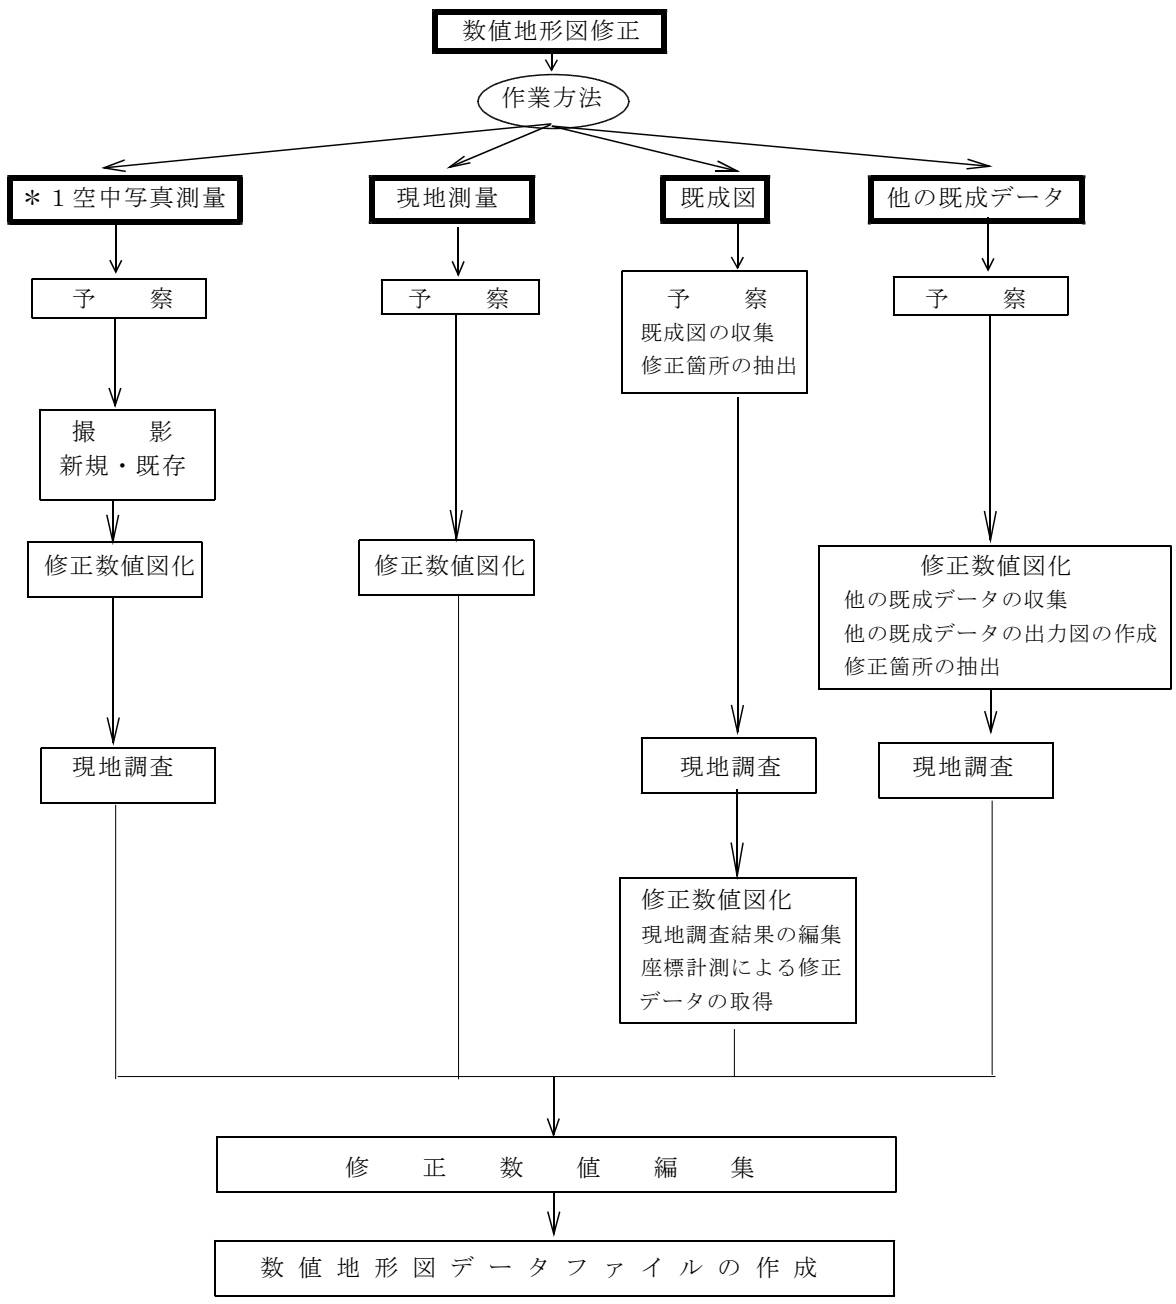 数値地形図修正
作業方法
＊１空中写真測量
現地測量
既成図
他の既成データ
予　　察
予　　察
予　　察
既成図の収集
修正箇所の抽出
予　　察
撮　　影
新規・既存
修正数値図化
修正数値図化
修正数値図化
他の既成データの収集
他の既成データの出力図の作成
修正箇所の抽出
現地調査
現地調査
現地調査
修正数値図化
現地調査結果の編集
座標計測による修正
データの取得
修　正　数　値　編　集
数値地形図データファイルの作成